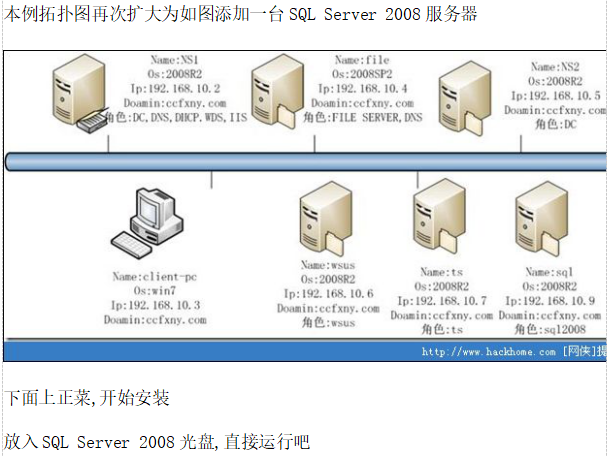 本例拓扑图再次扩大为如图添加一台 SQL Server 2008 服务器
Name:NS1
Os:2008R2
Ip:192.168.10.2
Doamin:ccfxny.com
角色:DC,DNS,DHCP,WDS,IIS
Name:file
Os:2008SP2
Ip:192.168.10.4
Doamin:ccfxny.com
角色:FILE SERVER,DNS
Name:NS2
Os:2008R2
Ip:192.168.10.5
Doamin:ccfxny.com
角色:DC
Name:client-pc
Os:win7
Ip:192.168.10.3
Doamin:ccfxny.com
Name:wsus
Os:2008R2
Ip:192.168.10.6
Doamin:ccfxny.com
角色:wsus
Name:ts
Os:2008R2
Ip:192.168.10.7
Doamin:ccfxny.com
角色:ts
Name:sql
Os:2008R2
Ip:192.168.10.9
Doamin:ccfxny.com
角色:sql2008
http://www.hackhome.com [网侠]提
下面上正菜,开始安装
放入 SQL Server 2008 光盘,直接运行吧